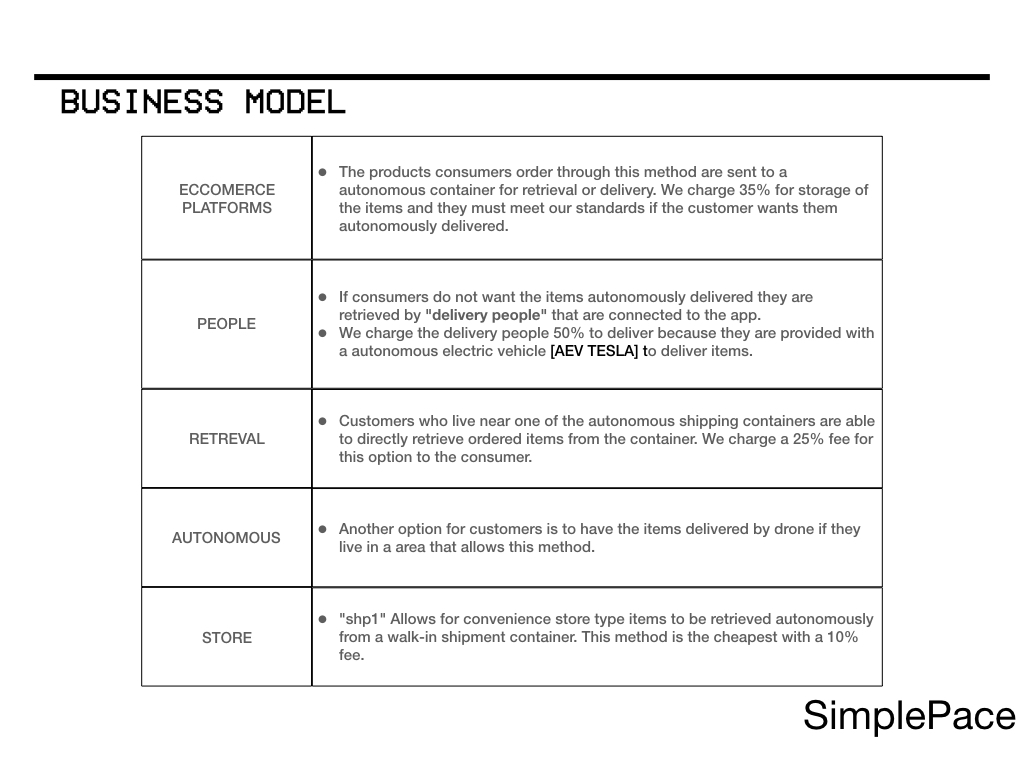 BUSINESS MODEL
ECCOMERCE
PLATFORMS
● The products consumers order through this method are sent to a
autonomous container for retrieval or delivery. We charge 35% for storage of
the items and they must meet our standards if the customer wants them
autonomously delivered.
PEOPLE
● If consumers do not want the items autonomously delivered they are
retrieved by "delivery people" that are connected to the app.
● We charge the delivery people 50% to deliver because they are provided with
a autonomous electric vehicle [AEV TESLA] to deliver items.
RETREVAL
● Customers who live near one of the autonomous shipping containers are able
to directly retrieve ordered items from the container. We charge a 25% fee for
this option to the consumer.
AUTONOMOUS
● Another option for customers is to have the items delivered by drone if they
live in a area that allows this method.
STORE
● "shp1" Allows for convenience store type items to be retrieved autonomously
from a walk-in shipment container. This method is the cheapest with a 10%
fee.
SimplePace